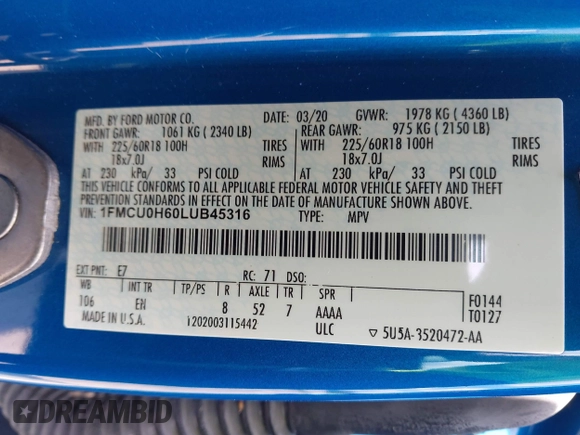 MFD. BY FORD MOTOR CO. DATE: 03/20 GVWR: 1978 KG ( 4360 LB)
FRONT GAWR: 1061 KG ( 2340 LB) REAR GAWR: 975 KG ( 2150 LB)
WITH 225/60R18 100H TIRES WITH 225/60R18 100H TIRES
18x7.0J RIMS 18x7.0J RIMS
AT 230 kPa/ 33 PSI COLD AT 230 kPa/ 33 PSI COLD
THIS VEHICLE CONFORMS TO ALL APPLICABLE FEDERAL MOTOR VEHICLE SAFETY AND THEFT
PREVENTION STANDARDS IN EFFECT ON THE DATE OF MANUFACTURE SHOWN ABOVE.
VIN: 1FMCU0H60LUB45316 TYPE: MPV
EXT PNT: E7 RC: 71 DSO:
WB INT TR TP/PS R AXLE TR SPR F0144
106 EN 8 52 7 AAAA T0127
MADE IN U.S.A. ULC
▽ 5U5A-3520472-AA
DREAMBID